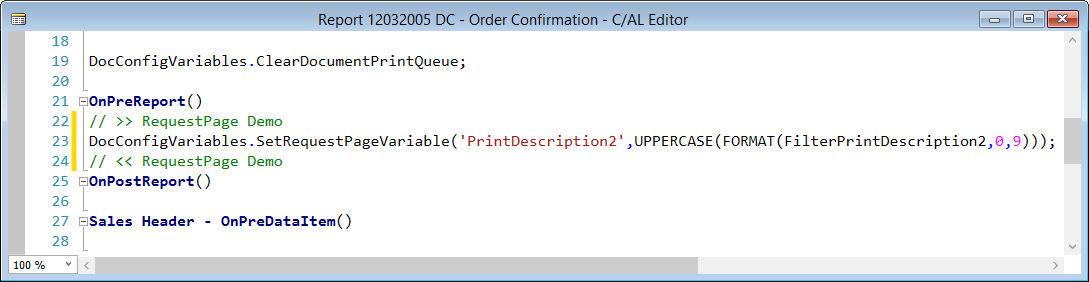 Report 12032005 DC - Order Confirmation - C/AL Editor
18
19 DocConfigVariables.ClearDocumentPrintQueue;
20
21 OnPreReport()
22 // >> RequestPage Demo
23 DocConfigVariables.SetRequestPageVariable('PrintDescription2',UPPERCASE(FORMAT(FilterPrintDescription2,0,9)));
24 // << RequestPage Demo
25 OnPostReport()
26
27 Sales Header - OnPreDataItem()
28
100 %